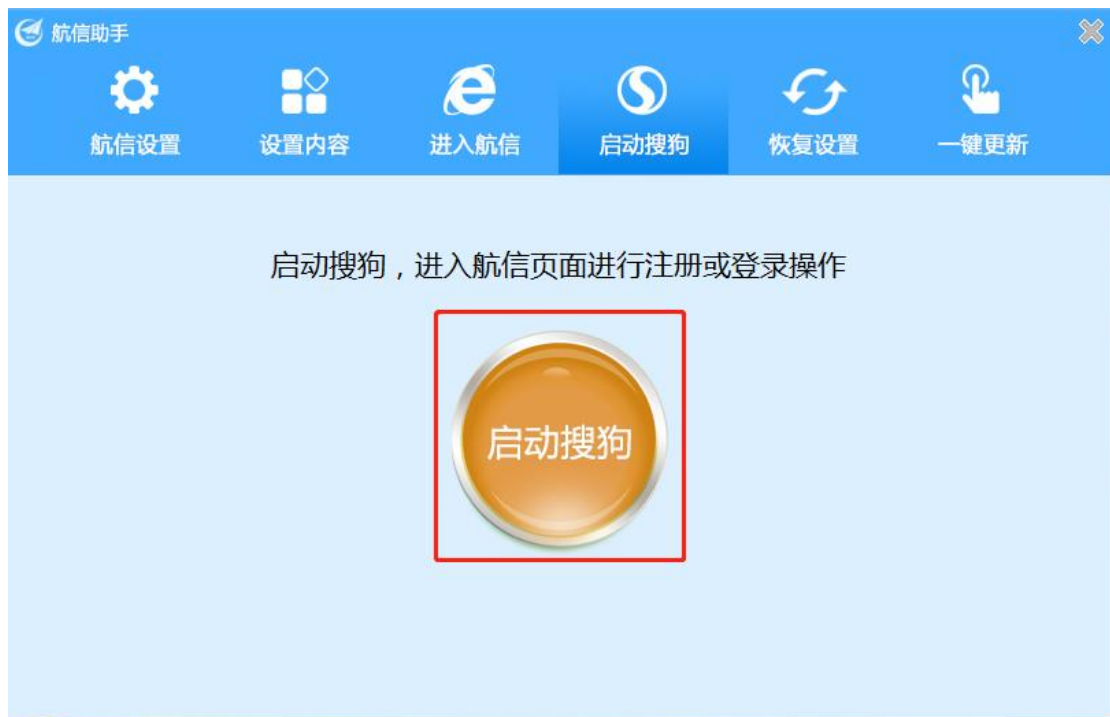 航信助手
航信设置 设置内容 进入航信 启动搜狗 恢复设置 一键更新
启动搜狗，进入航信页面进行注册或登录操作
启动搜狗